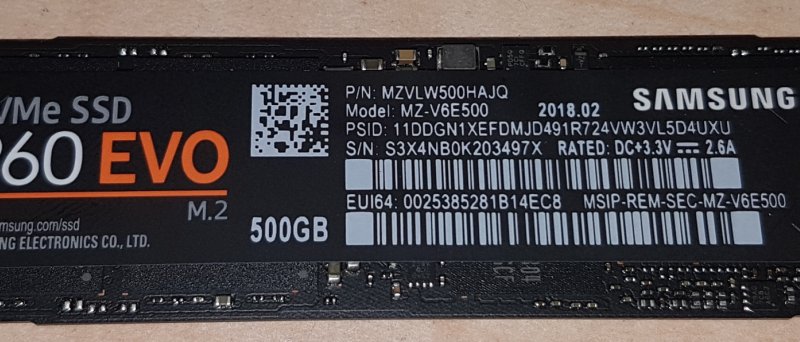 VMe SSD
960 EVO
M.2
msung.com/ssd
NG ELECTRONICS CO., LTD.
500GB
P/N: MZVLW500HAJQ
Model: MZ-V6E500 2018.02
SAMSUNG
PSID: 11DDGN1XEFDMJD491R724VW3VL5D4UXU
S/N: S3X4NB0K203497X RATED: DC+3.3V 2.6A
EUI64: 0025385281B14EC8 MSIP-REM-SEC-MZ-V6E500